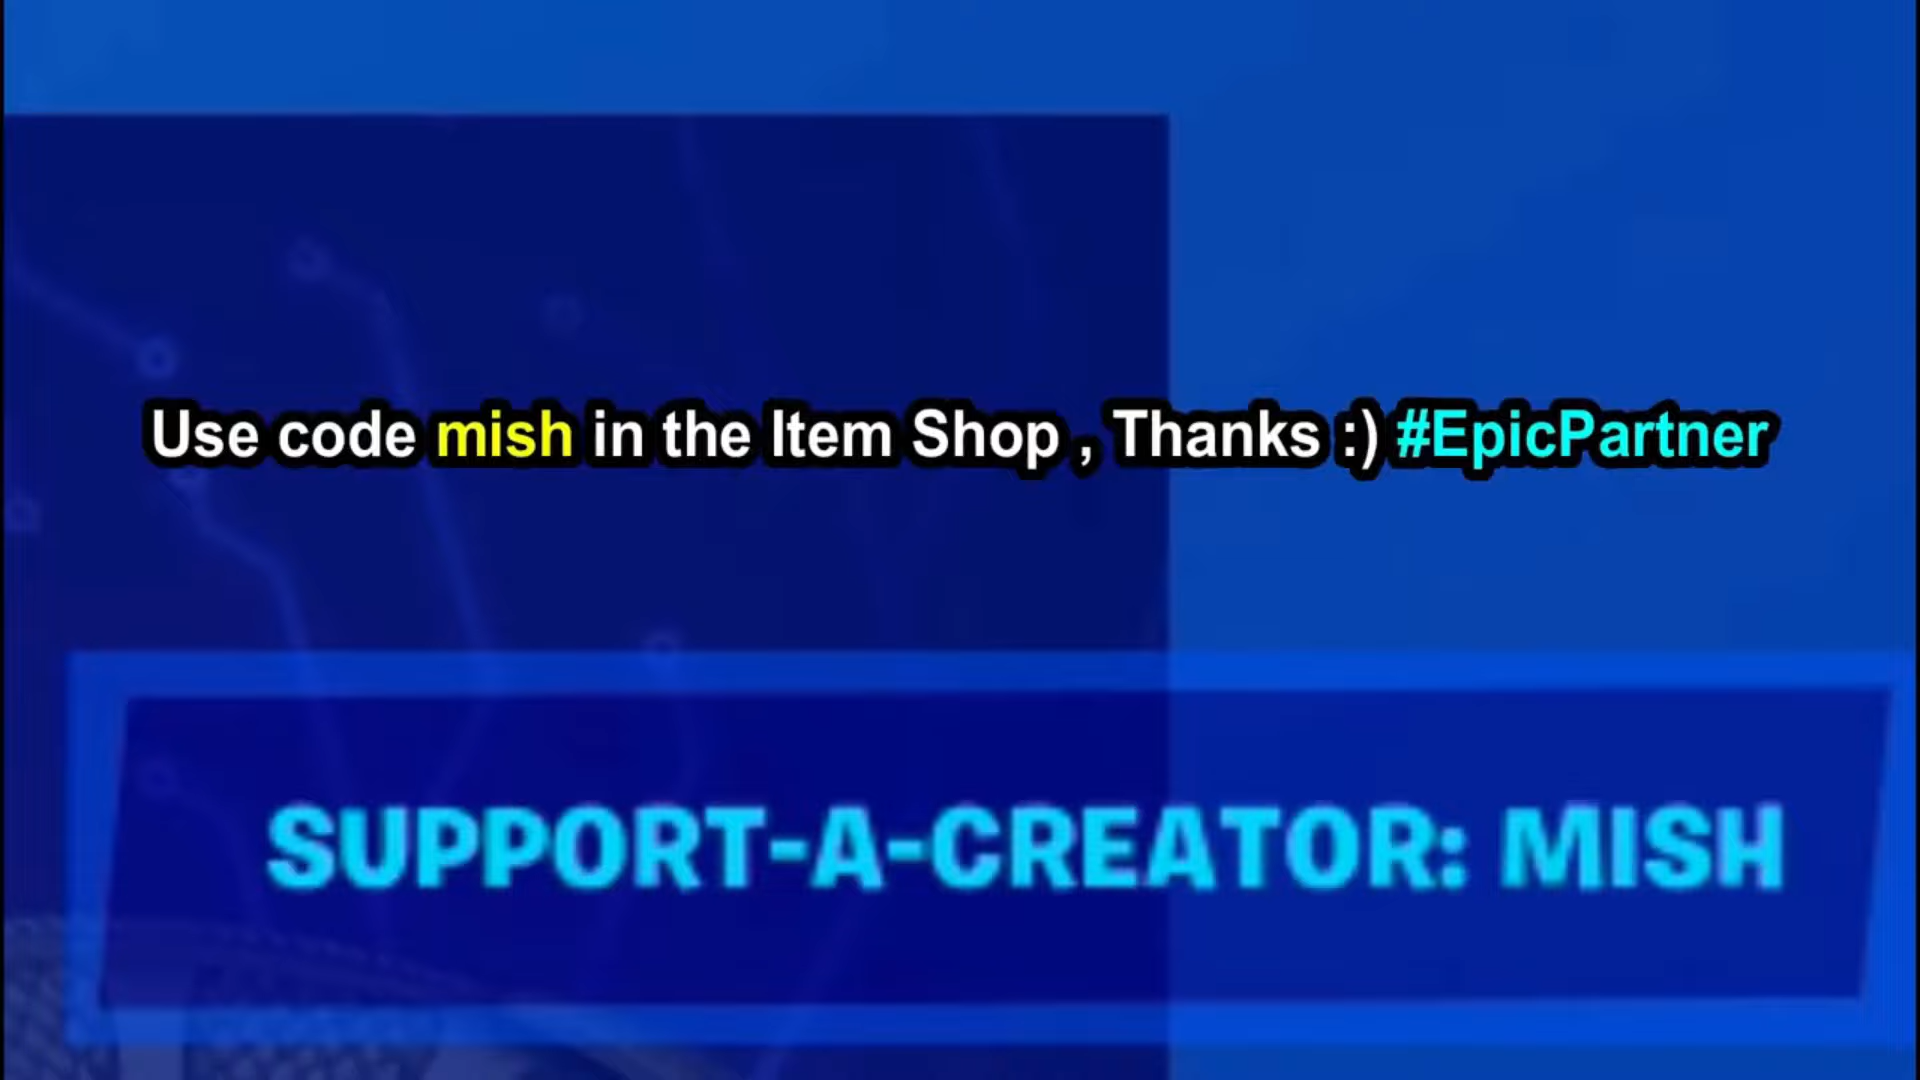 Use code mish in the Item Shop , Thanks :) #EpicPartner
SUPPORT-A-CREATOR: MISH